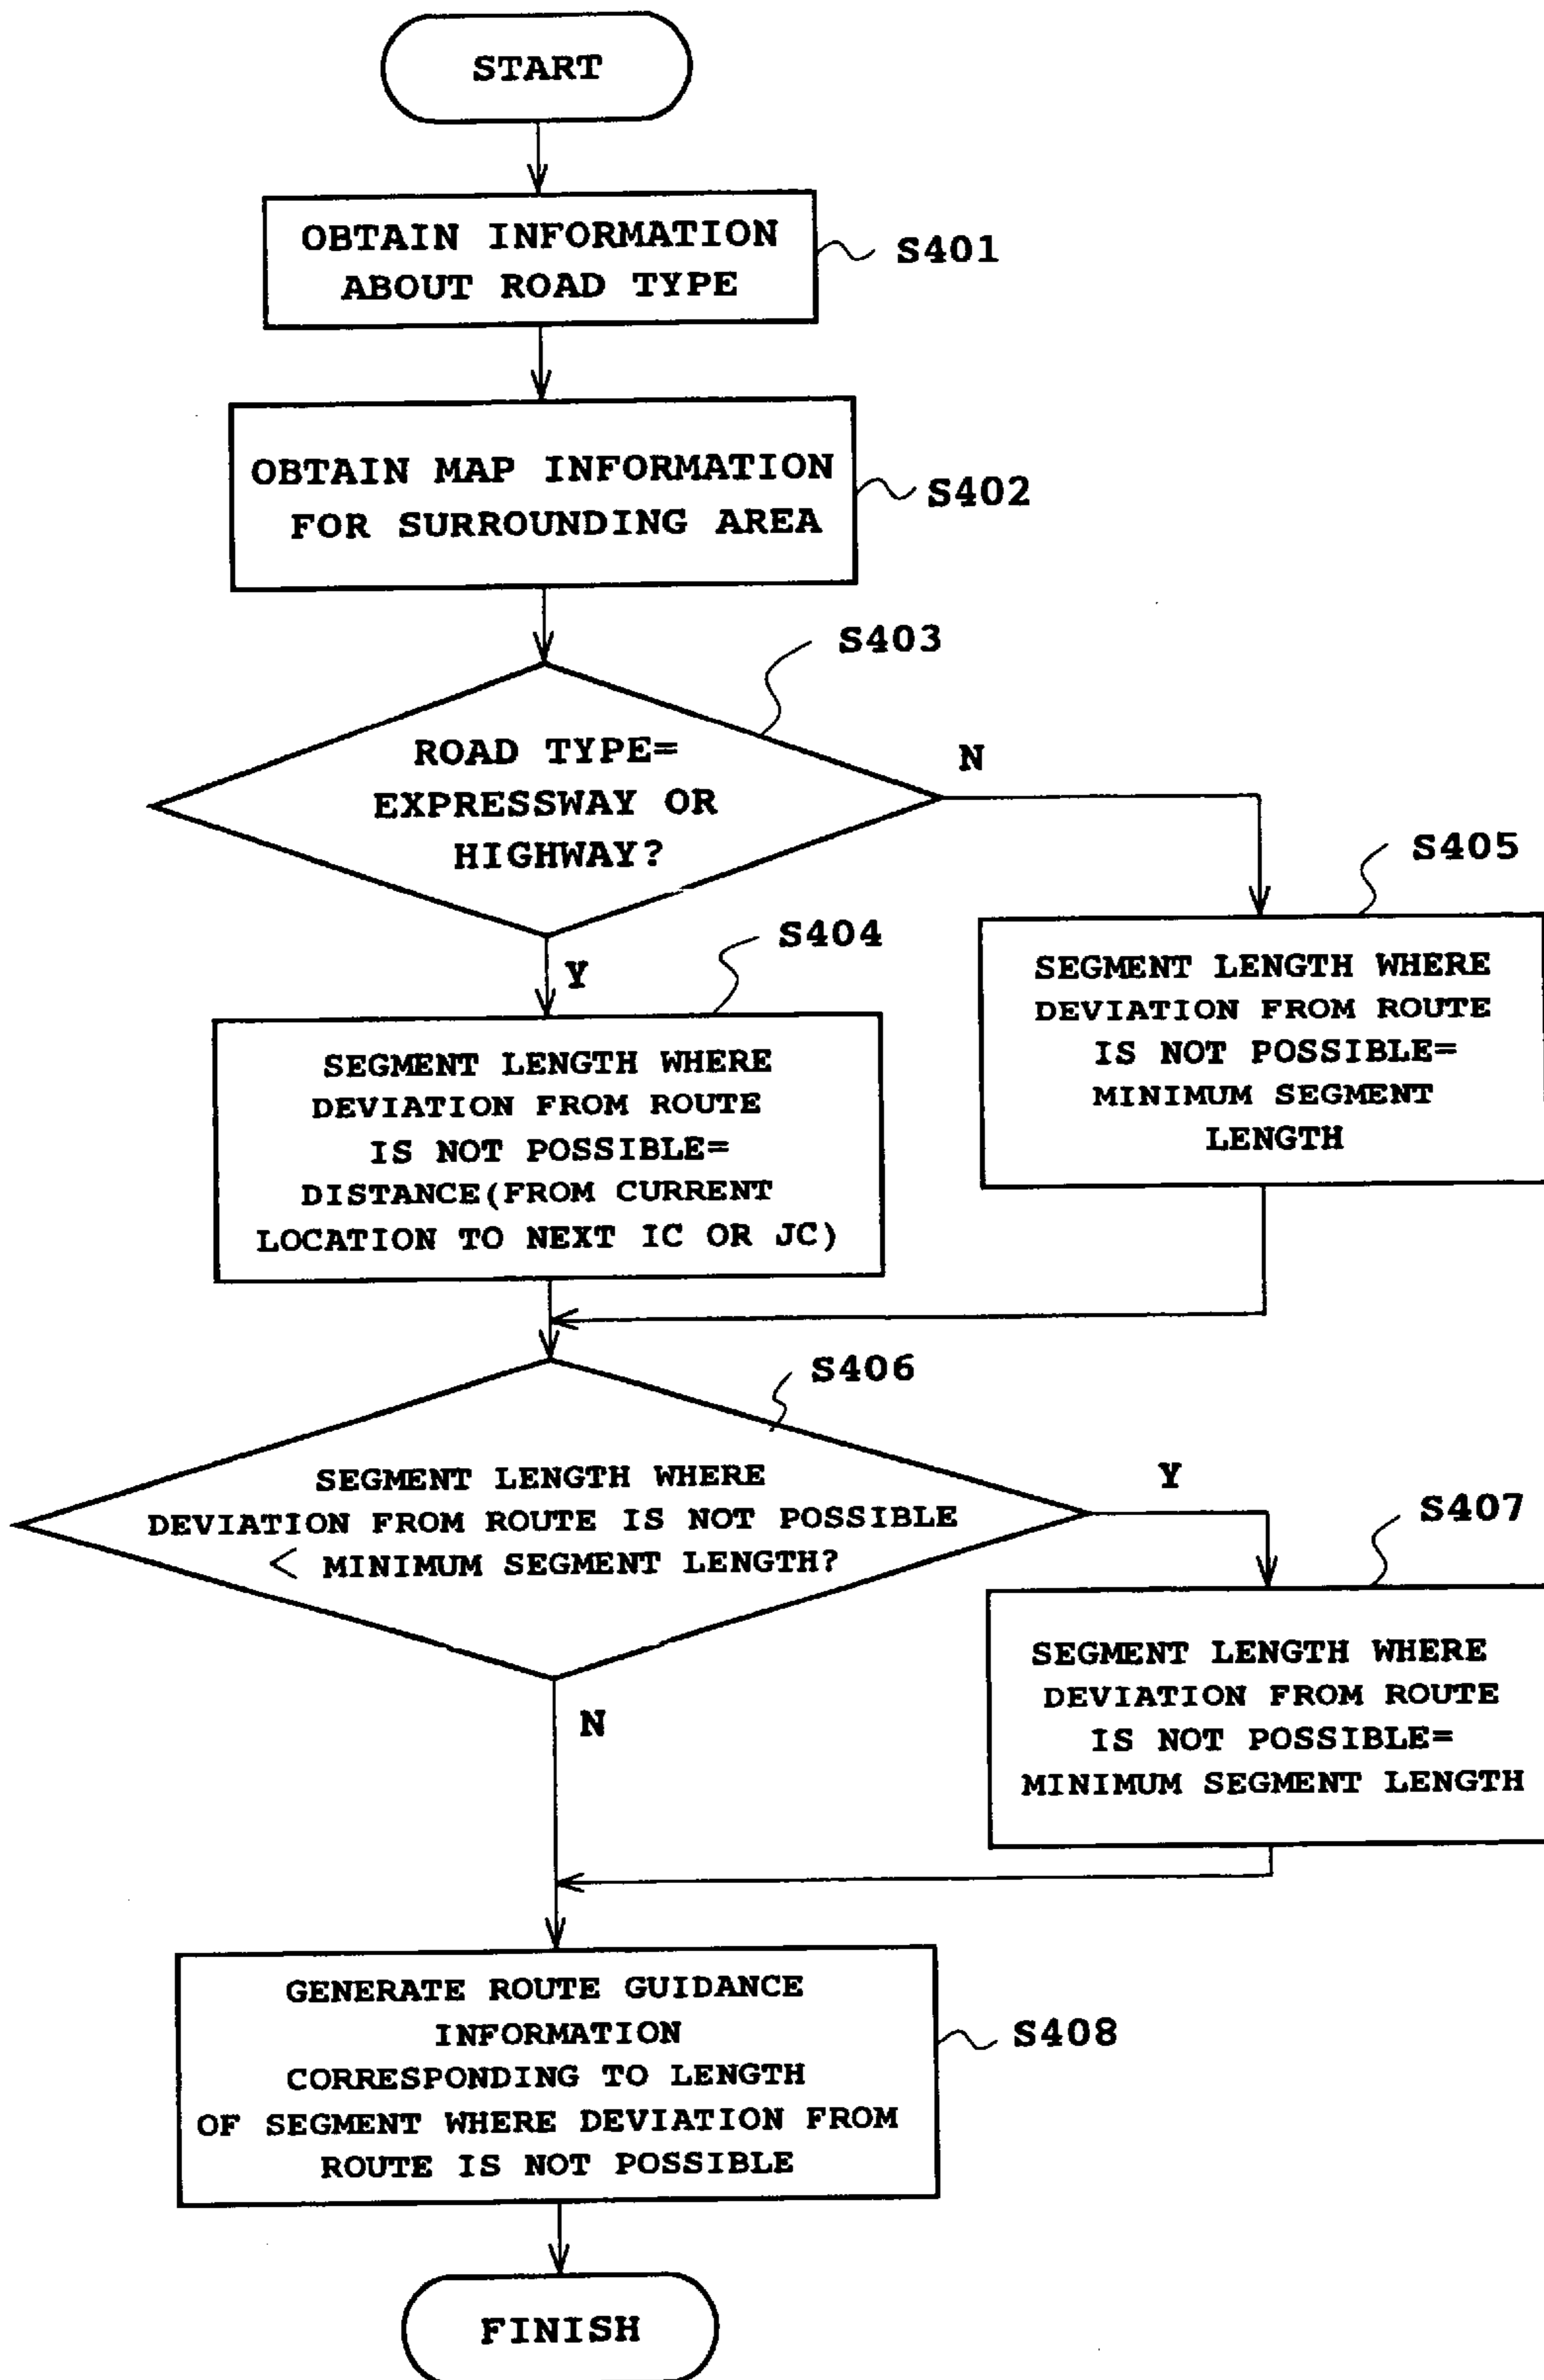 START
OBTAIN INFORMATION
ABOUT ROAD TYPE
S401
OBTAIN MAP INFORMATION
FOR SURROUNDING AREA
S402
S403
ROAD TYPE=
EXPRESSWAY OR
HIGHWAY?
N
S405
SEGMENT LENGTH WHERE
DEVIATION FROM ROUTE
IS NOT POSSIBLE=
MINIMUM SEGMENT
LENGTH
Y
S404
SEGMENT LENGTH WHERE
DEVIATION FROM ROUTE
IS NOT POSSIBLE=
DISTANCE(FROM CURRENT
LOCATION TO NEXT IC OR JC)
S406
SEGMENT LENGTH WHERE
DEVIATION FROM ROUTE IS NOT POSSIBLE
< MINIMUM SEGMENT LENGTH?
Y
S407
SEGMENT LENGTH WHERE
DEVIATION FROM ROUTE
IS NOT POSSIBLE=
MINIMUM SEGMENT LENGTH
N
GENERATE ROUTE GUIDANCE
INFORMATION
CORRESPONDING TO LENGTH
OF SEGMENT WHERE DEVIATION FROM
ROUTE IS NOT POSSIBLE
S408
FINISH